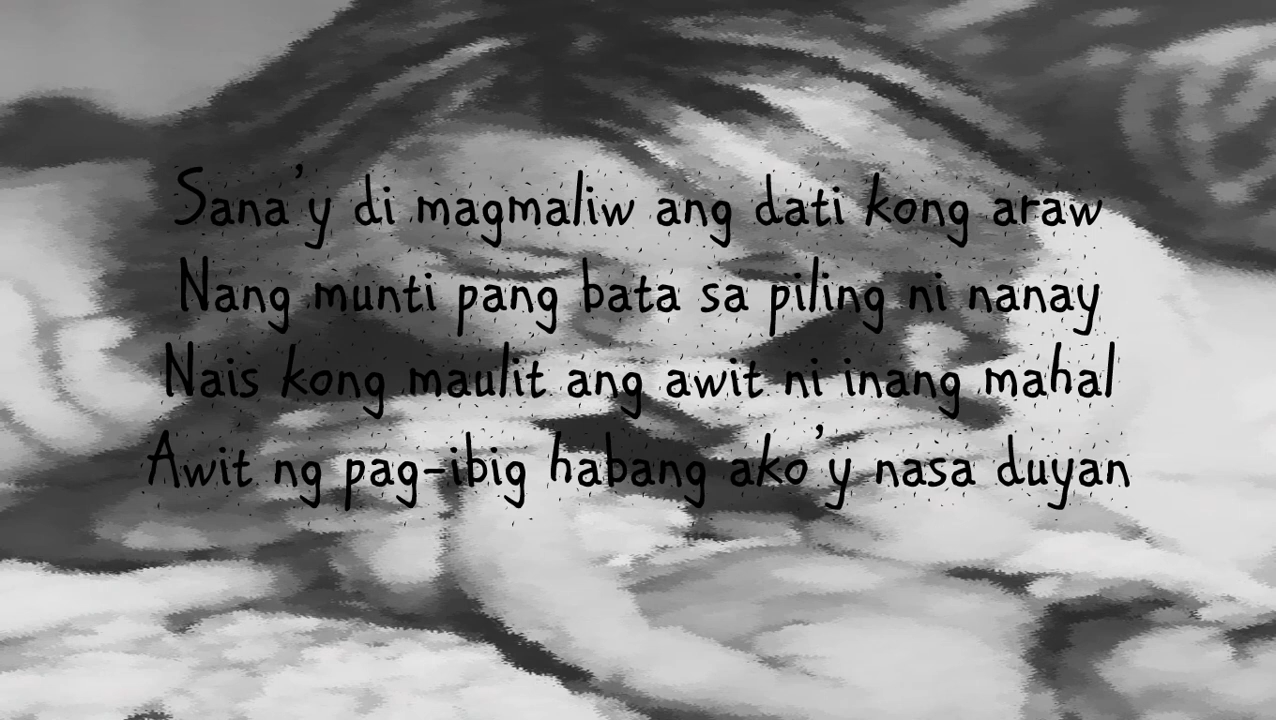 Sana'y di magmaliw ang dati kong araw
Nang munti pang bata sa piling ni nanay
Nais kong maulit ang awit ni inang mahal
Awit ng pag-ibig habang ako'y nasa duyan